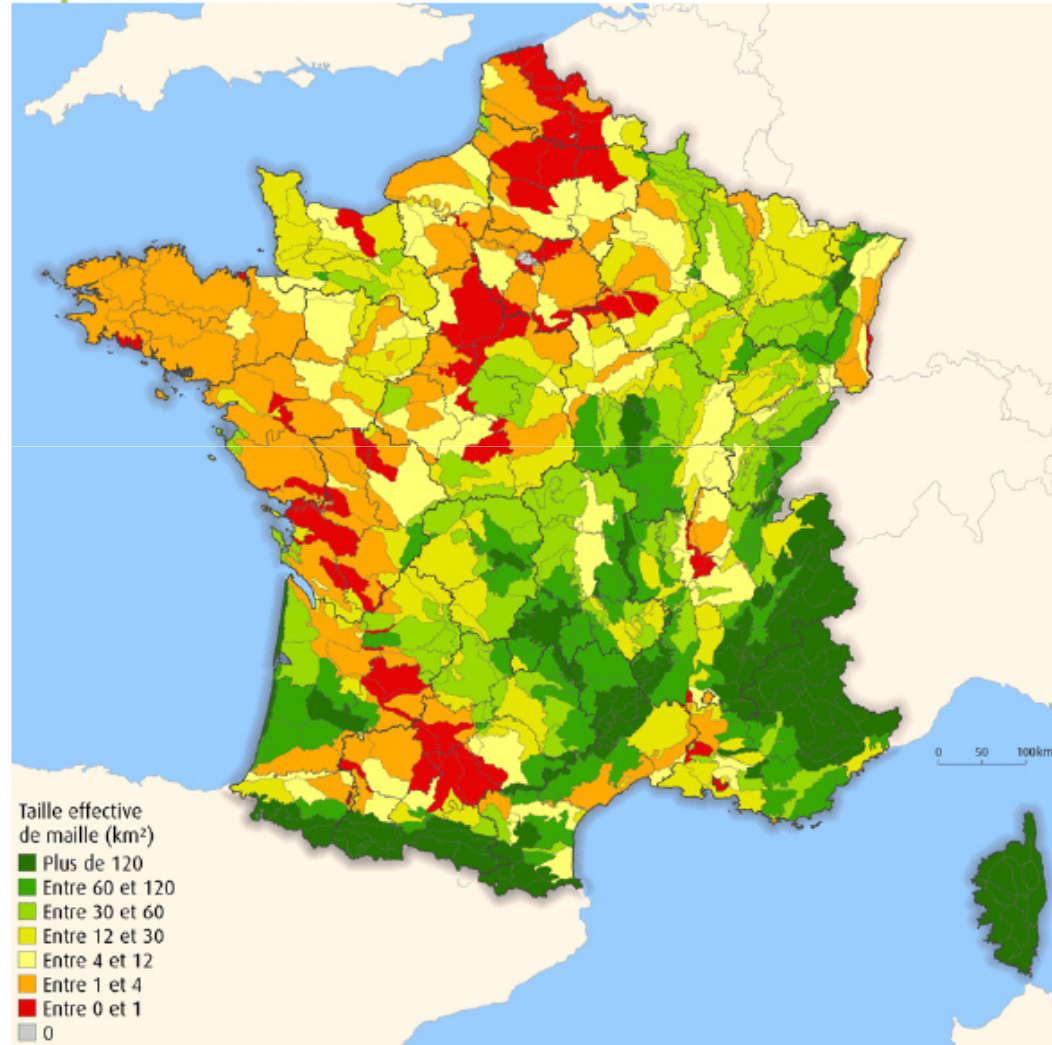 0 50 100km
Taille effective
de maille (km²)
Plus de 120
Entre 60 et 120
Entre 30 et 60
Entre 12 et 30
Entre 4 et 12
Entre 1 et 4
Entre 0 et 1
0